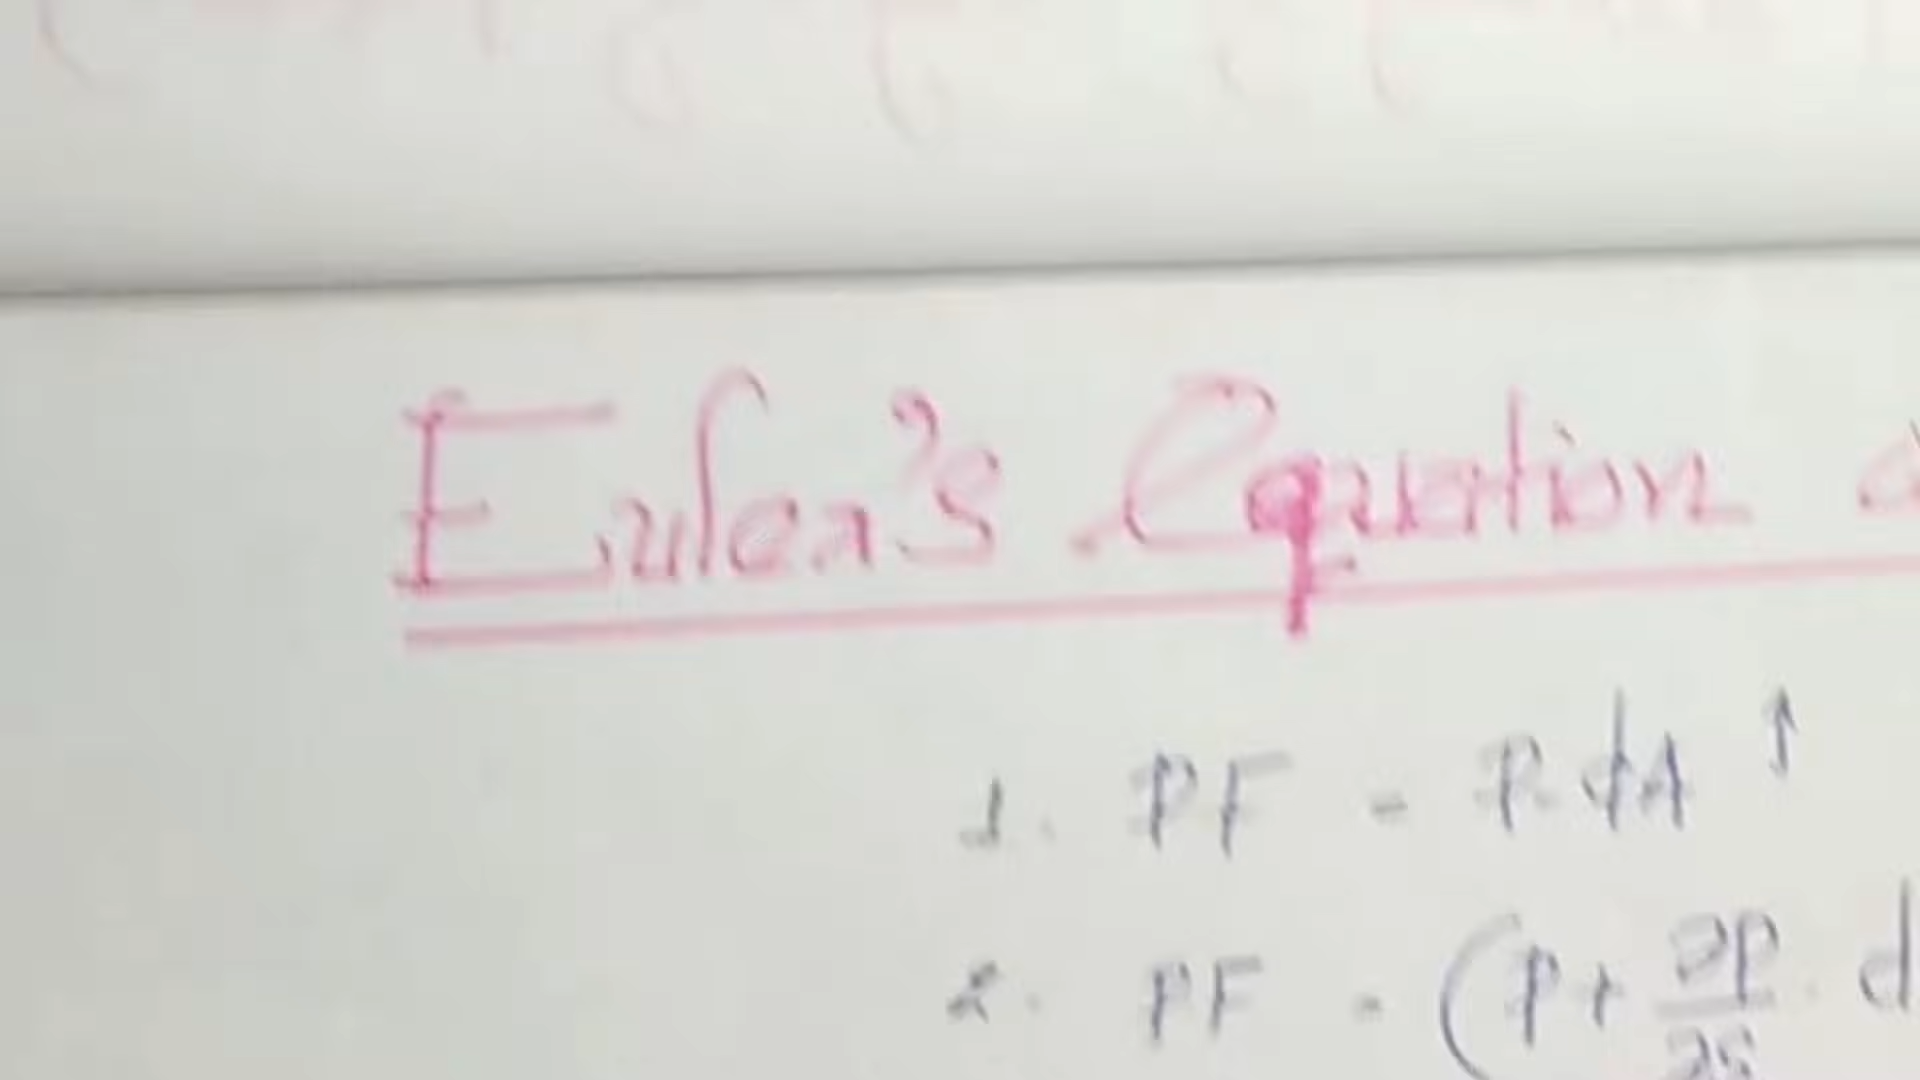 Euler's Equation
1. PF = P. dA ↑
2. PF = (P + ∂P/∂S . d